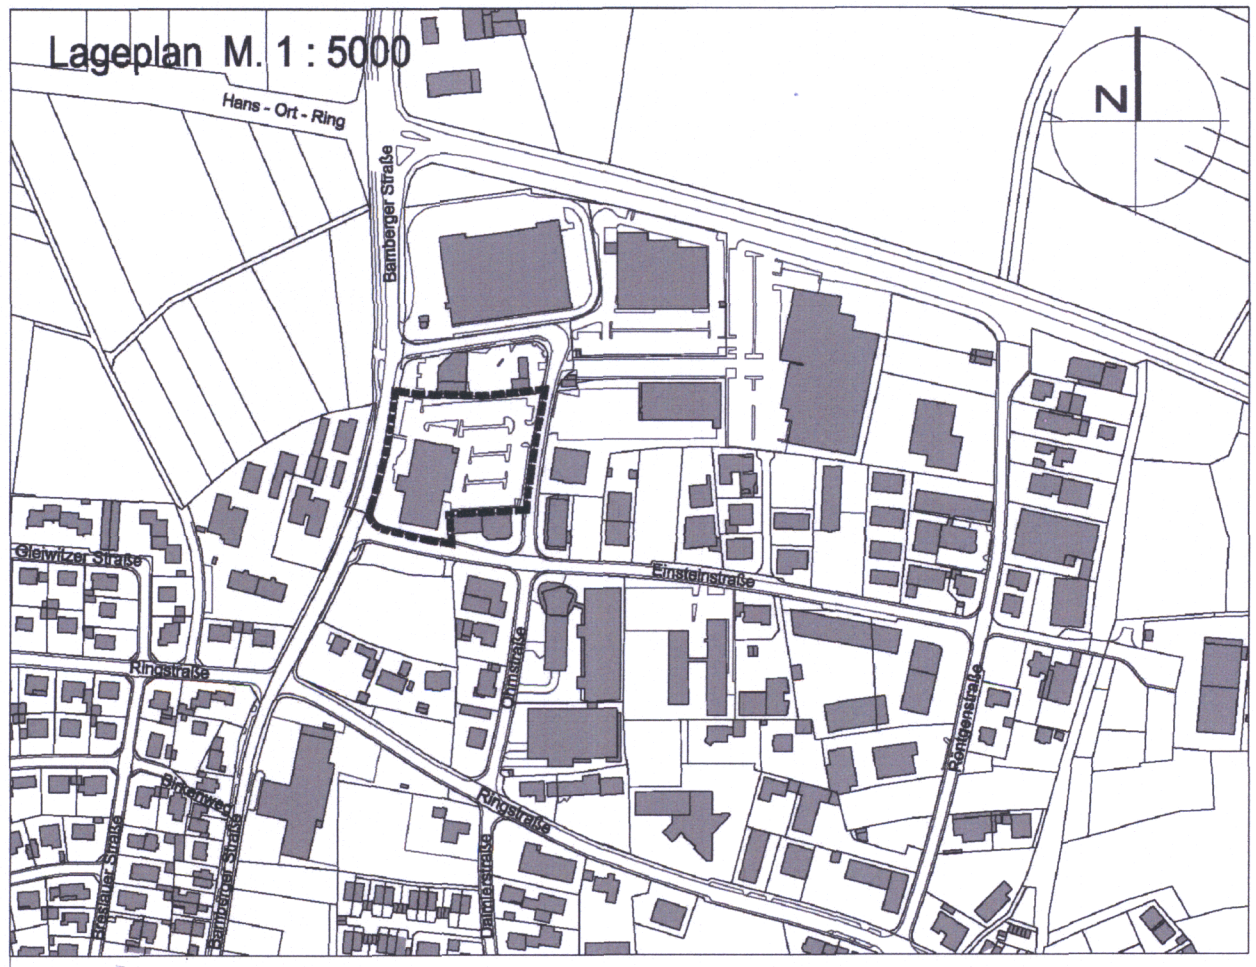 Lageplan M. 1 : 5000
Hans - Ort - Ring
N
Bamberger Straße
Gleiwitzer Straße
Einsteinstraße
Ringstraße
Ohmstraße
Röntgenstraße
Birkenweg
Ringstraße
Breslauer Straße
Bamberger Straße
Daimlerstraße